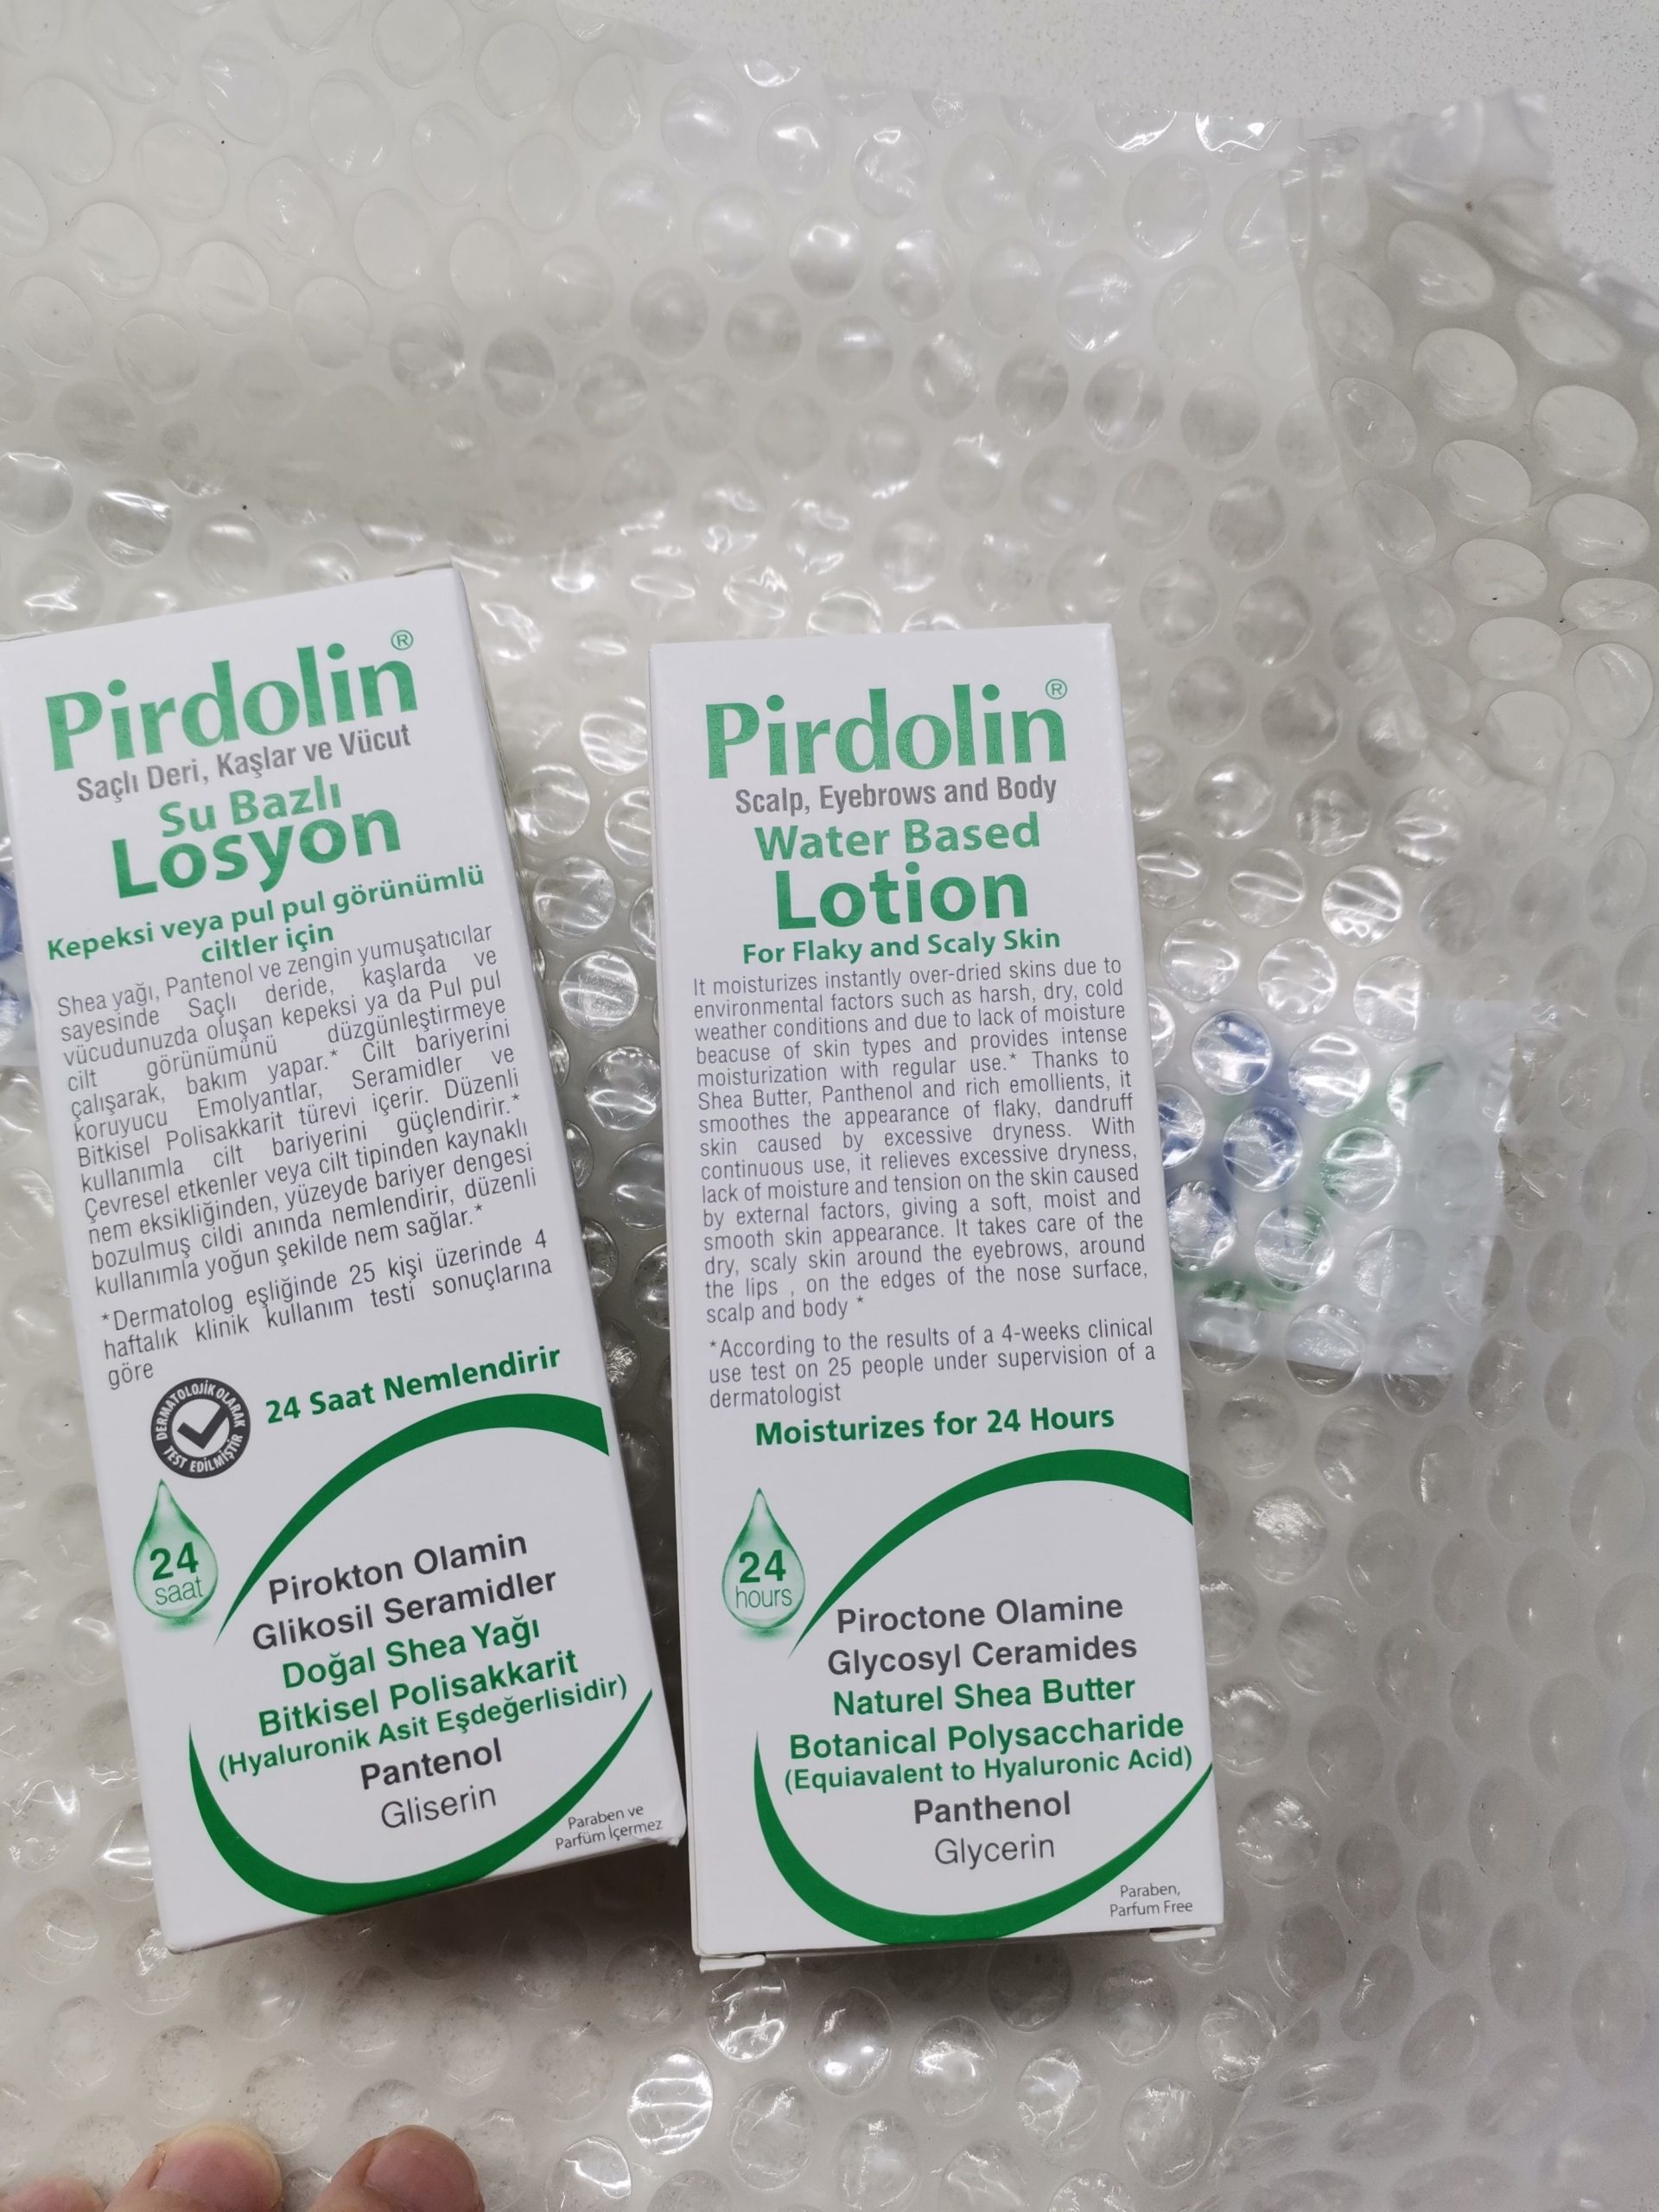 Pirdolin®
Saçlı Deri, Kaşlar ve Vücut
Su Bazlı
Losyon
Kepeksi veya pul pul görünümlü
ciltler için
Shea yağı, Pantenol ve zengin yumuşatıcılar
sayesinde Saçlı deride, kaşlarda ve
vücudunuzda oluşan kepeksi ya da Pul pul
cilt görünümünü düzgünleştirmeye
çalışarak, bakım yapar.* Cilt bariyerini
koruyucu Emolyantlar, Seramidler ve
Bitkisel Polisakkarit türevi içerir. Düzenli
kullanımla cilt bariyerini güçlendirir.*
Çevresel etkenler veya cilt tipinden kaynaklı
nem eksikliğinden, yüzeyde bariyer dengesi
bozulmuş cildi anında nemlendirir, düzenli
kullanımla yoğun şekilde nem sağlar.*
*Dermatolog eşliğinde 25 kişi üzerinde 4
haftalık klinik kullanım testi sonuçlarına
göre
DERMATOLOJİK OLARAK
TEST EDİLMİŞTİR
24 Saat Nemlendirir
24
saat
Pirokton Olamin
Glikosil Seramidler
Doğal Shea Yağı
Bitkisel Polisakkarit
(Hyaluronik Asit Eşdeğerlisidir)
Pantenol
Gliserin
Paraben ve
Parfüm İçermez
Pirdolin®
Scalp, Eyebrows and Body
Water Based
Lotion
For Flaky and Scaly Skin
It moisturizes instantly over-dried skins due to
environmental factors such as harsh, dry, cold
weather conditions and due to lack of moisture
beacuse of skin types and provides intense
moisturization with regular use.* Thanks to
Shea Butter, Panthenol and rich emollients, it
smoothes the appearance of flaky, dandruff
skin caused by excessive dryness. With
continuous use, it relieves excessive dryness,
lack of moisture and tension on the skin caused
by external factors, giving a soft, moist and
smooth skin appearance. It takes care of the
dry, scaly skin around the eyebrows, around
the lips , on the edges of the nose surface,
scalp and body *
*According to the results of a 4-weeks clinical
use test on 25 people under supervision of a
dermatologist
Moisturizes for 24 Hours
24
hours
Piroctone Olamine
Glycosyl Ceramides
Naturel Shea Butter
Botanical Polysaccharide
(Equiavalent to Hyaluronic Acid)
Panthenol
Glycerin
Paraben,
Parfum Free